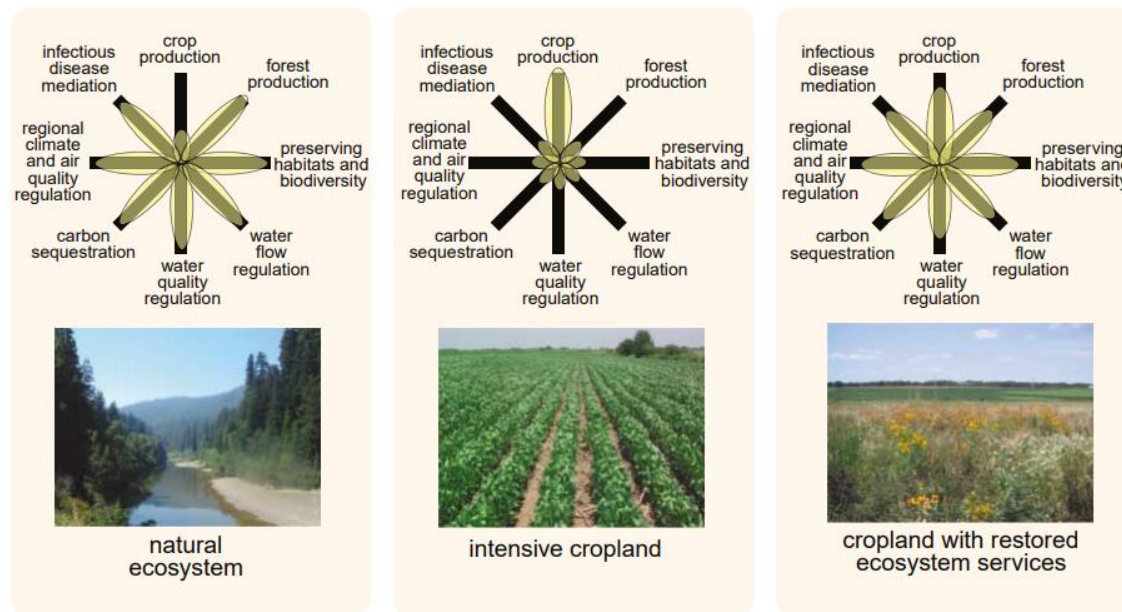 crop
production
infectious
disease
mediation
forest
production
regional
climate
and air
quality
regulation
preserving
habitats and
biodiversity
carbon
sequestration
water
flow
regulation
water
quality
regulation
natural
ecosystem
crop
production
infectious
disease
mediation
forest
production
regional
climate
and air
quality
regulation
preserving
habitats and
biodiversity
carbon
sequestration
water
flow
regulation
water
quality
regulation
intensive cropland
crop
production
infectious
disease
mediation
forest
production
regional
climate
and air
quality
regulation
preserving
habitats and
biodiversity
carbon
sequestration
water
flow
regulation
water
quality
regulation
cropland with restored
ecosystem services